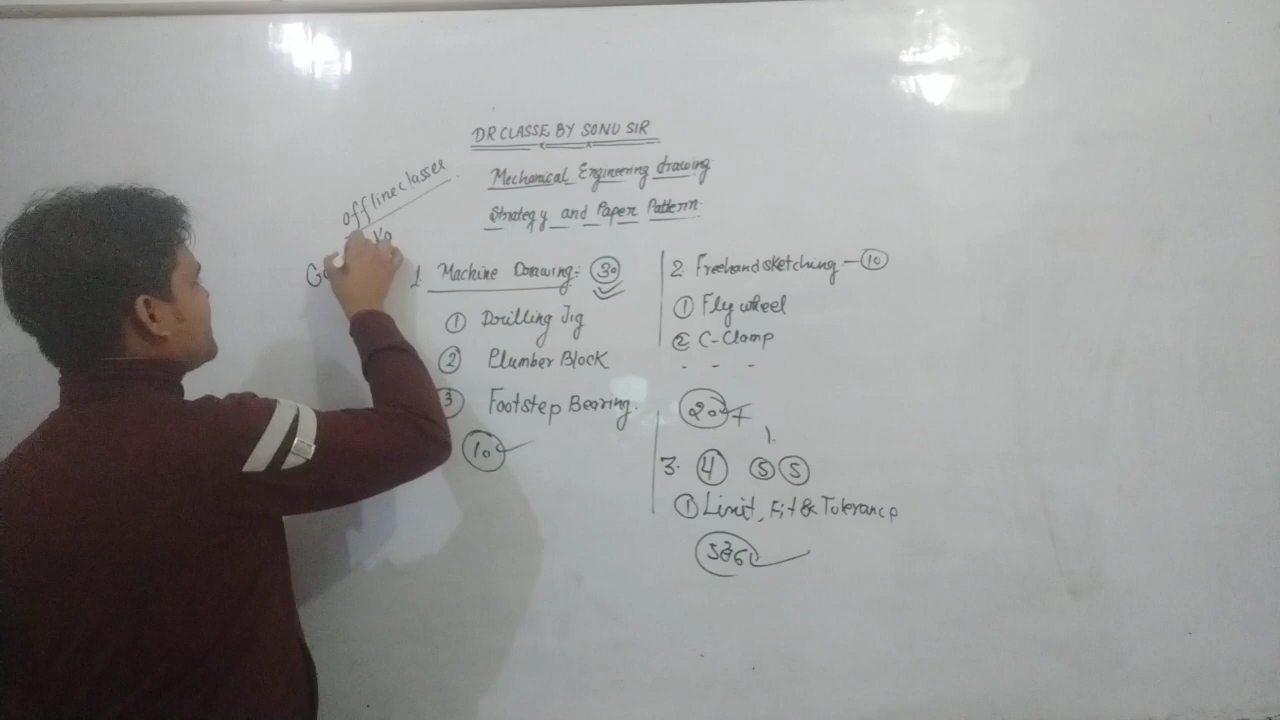 DR CLASSE BY SONU SIR
Mechanical Engineering drawing
Strategy and Paper Pattern
offline classes
1. Machine Drawing: 30
1 Drilling Jig
2 Plumber Block
3 Footstep Bearing.
10
2. Freehand sketching - 10
1 Fly wheel
2 C-Clamp
- - -
20
3. 4 5 5
1 Limit, Fit & Tolerance